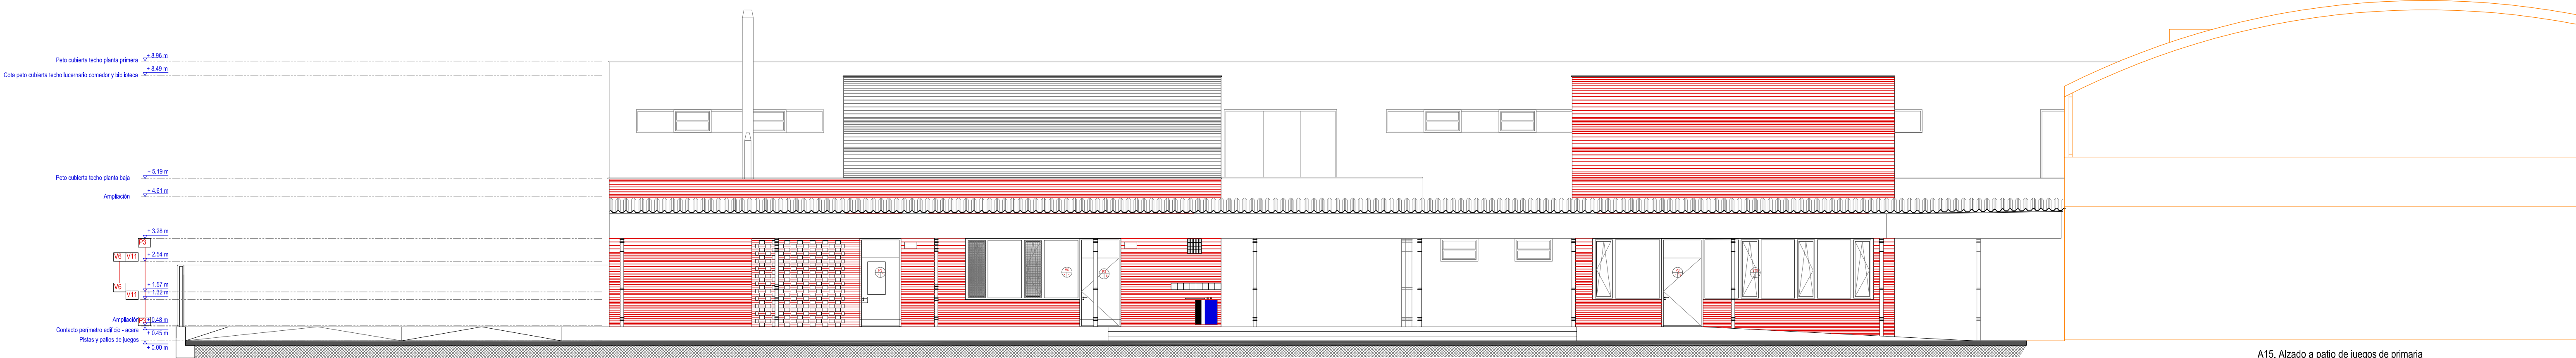 + 8,96 m
Peto cubierta techo planta primera
+ 8,49 m
Cota peto cubierta techo lucernario comedor y biblioteca
+ 5,19 m
Peto cubierta techo planta baja
+ 4,61 m
Ampliación
+ 3,28 m
P3
+ 2,54 m
V6 V11
+ 1,57 m
V6
+ 1,32 m
V11
Ampliación
P3
+ 0,48 m
Contacto perímetro edificio - acera
+ 0,45 m
Pistas y patios de juegos
+ 0,00 m
A15. Alzado a patio de juegos de primaria